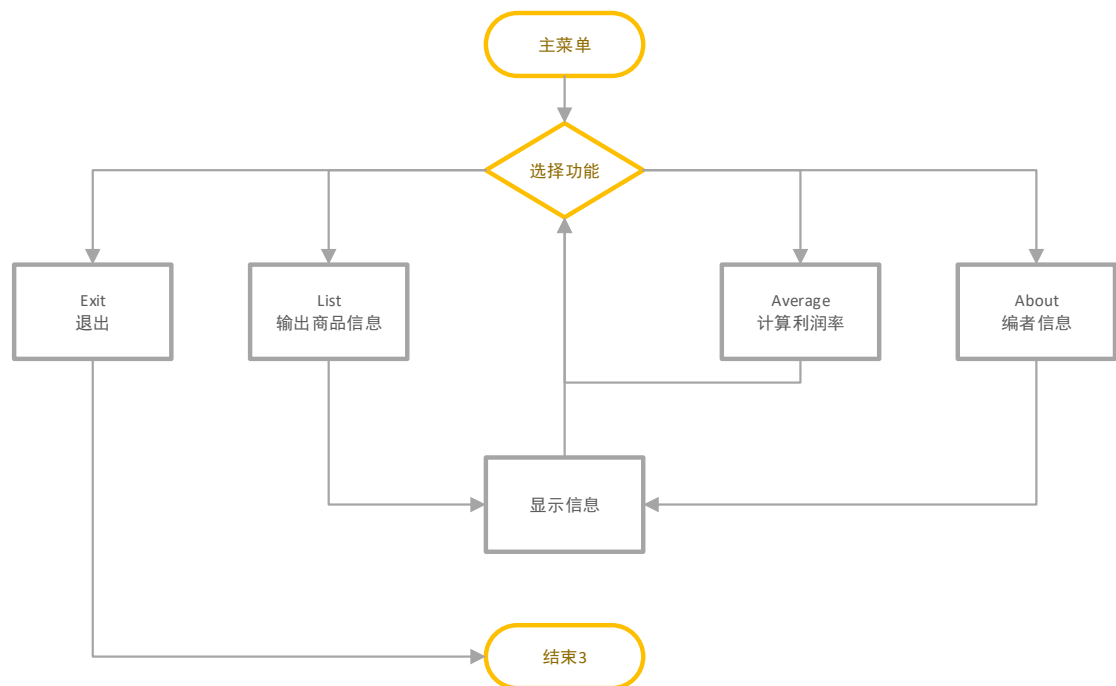 主菜单
选择功能
Exit
退出
List
输出商品信息
Average
计算利润率
About
编者信息
显示信息
结束3